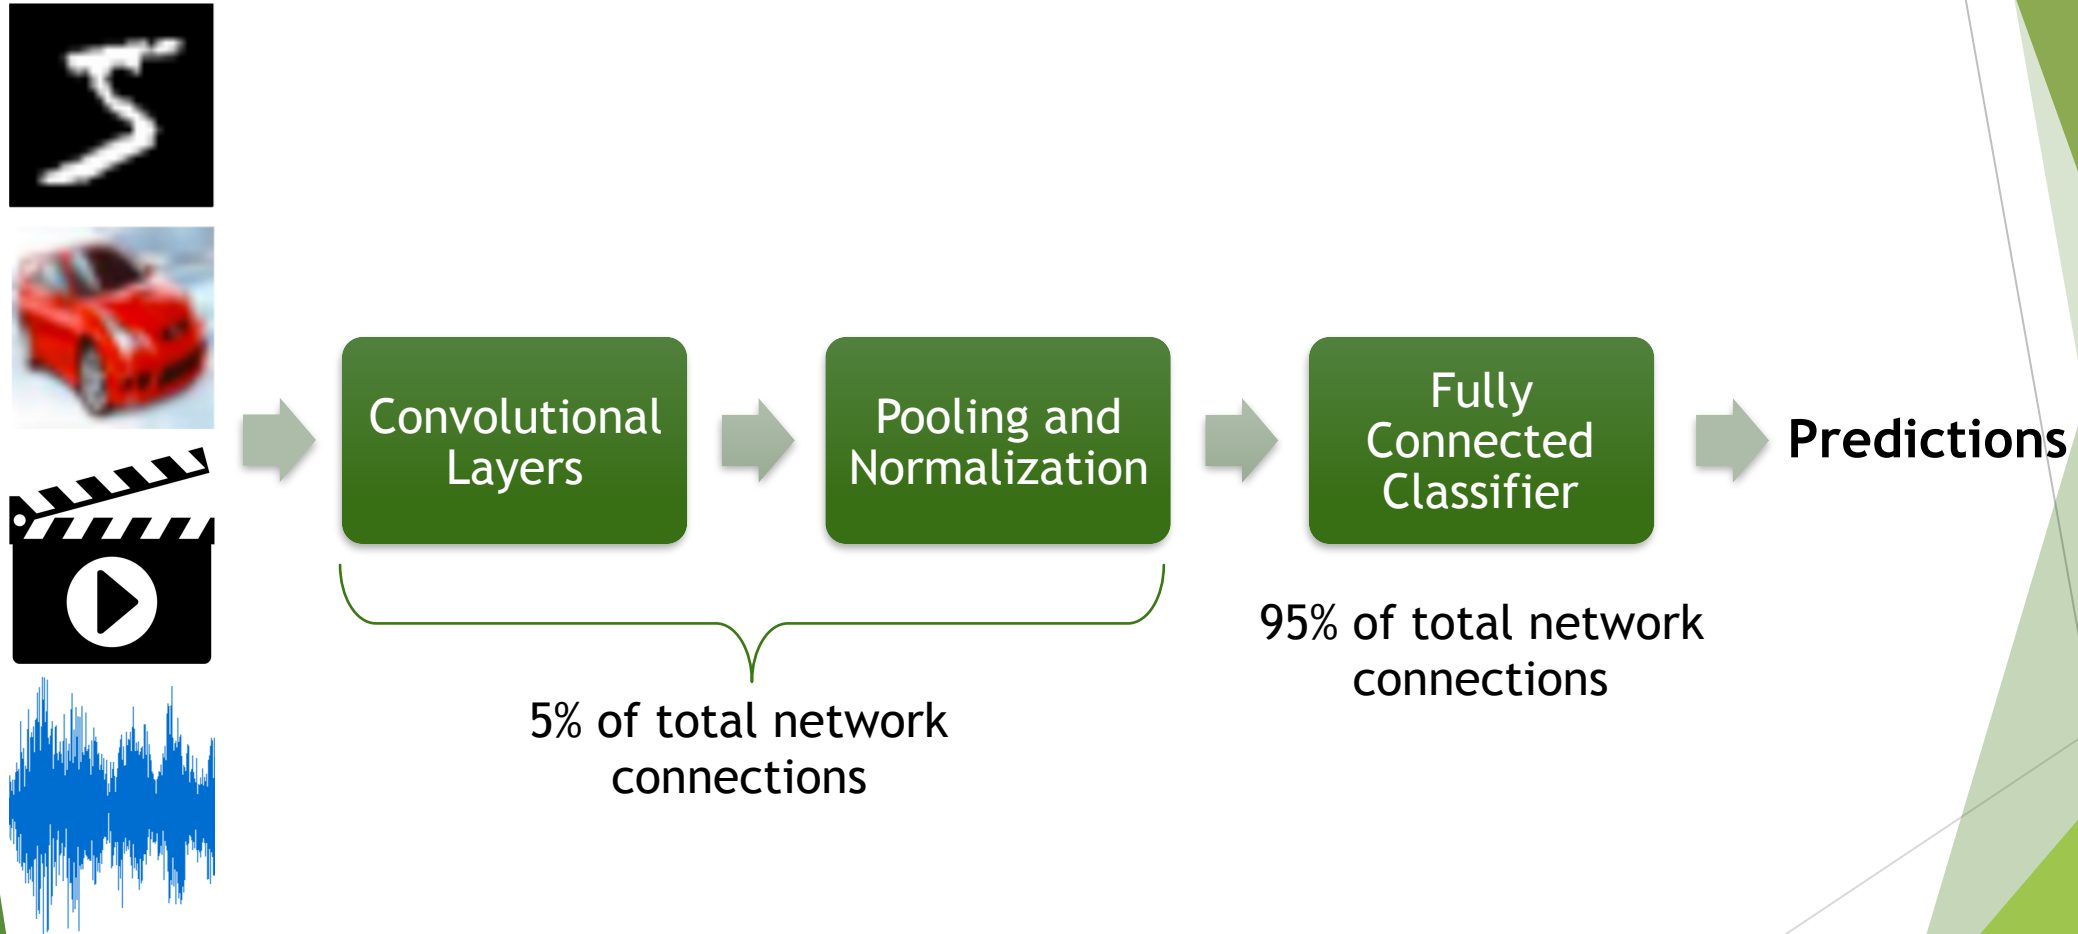 Convolutional
Layers
Pooling and
Normalization
Fully
Connected
Classifier
Predictions
5% of total network
connections
95% of total network
connections